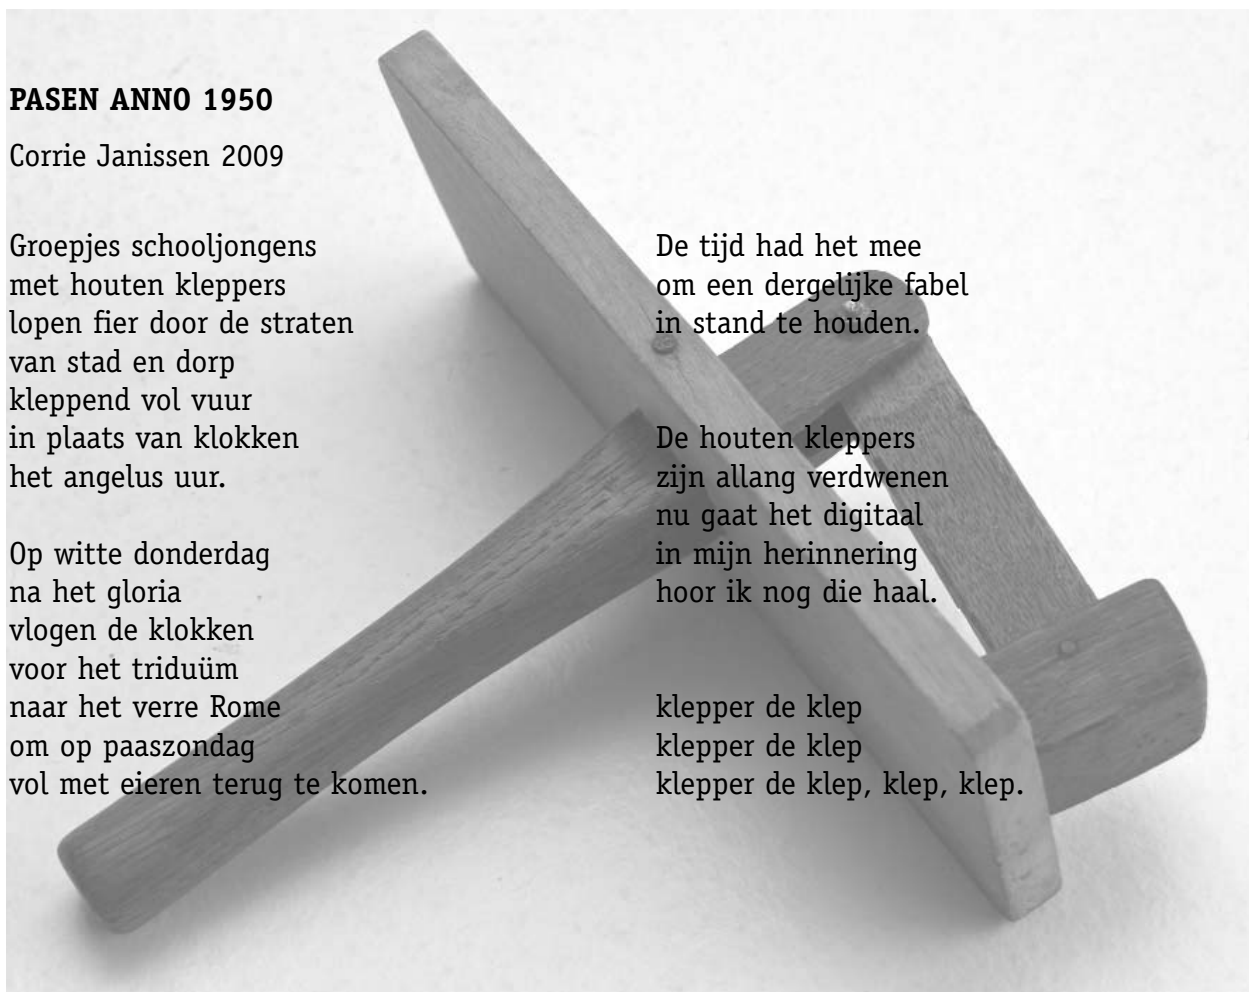 PASEN ANNO 1950
Corrie Janissen 2009
Groepjes schooljongens
met houten kleppers
lopen fier door de straten
van stad en dorp
kleppend vol vuur
in plaats van klokken
het angelus uur.
Op witte donderdag
na het gloria
vlogen de klokken
voor het triduüm
naar het verre Rome
om op paaszondag
vol met eieren terug te komen.
De tijd had het mee
om een dergelijke fabel
in stand te houden.
De houten kleppers
zijn allang verdwenen
nu gaat het digitaal
in mijn herinnering
hoor ik nog die haal.
klepper de klep
klepper de klep
klepper de klep, klep, klep.